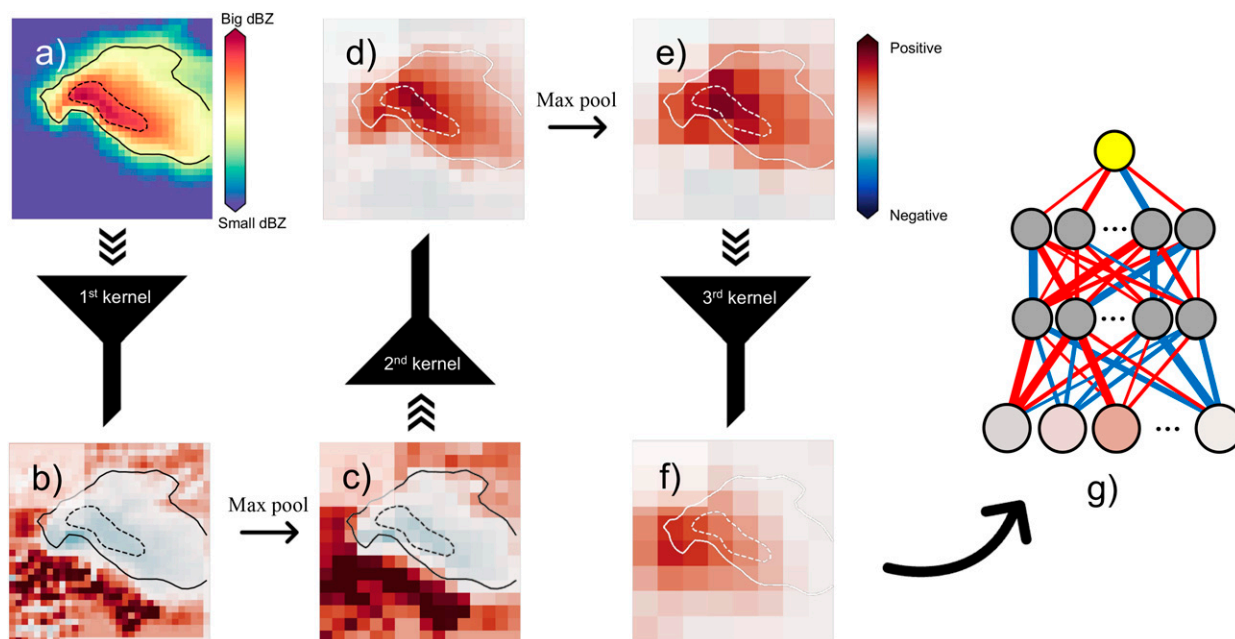 Big dBZ
a)
Small dBZ
d)
Max pool
e)
Positive
Negative
1st kernel
2nd kernel
3rd kernel
b)
Max pool
c)
f)
...
...
...
g)